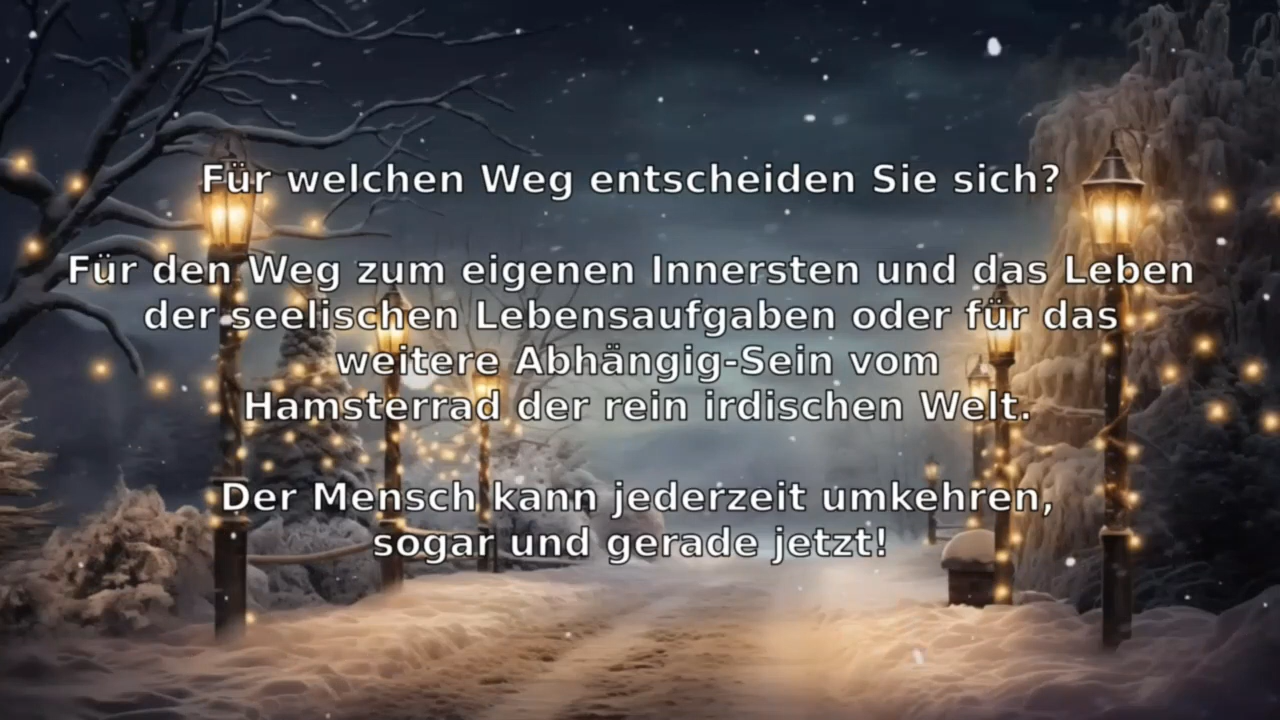 Für welchen Weg entscheiden Sie sich?
Für den Weg zum eigenen Innersten und das Leben
der seelischen Lebensaufgaben oder für das
weitere Abhängig-Sein vom
Hamsterrad der rein irdischen Welt.
Der Mensch kann jederzeit umkehren,
sogar und gerade jetzt!